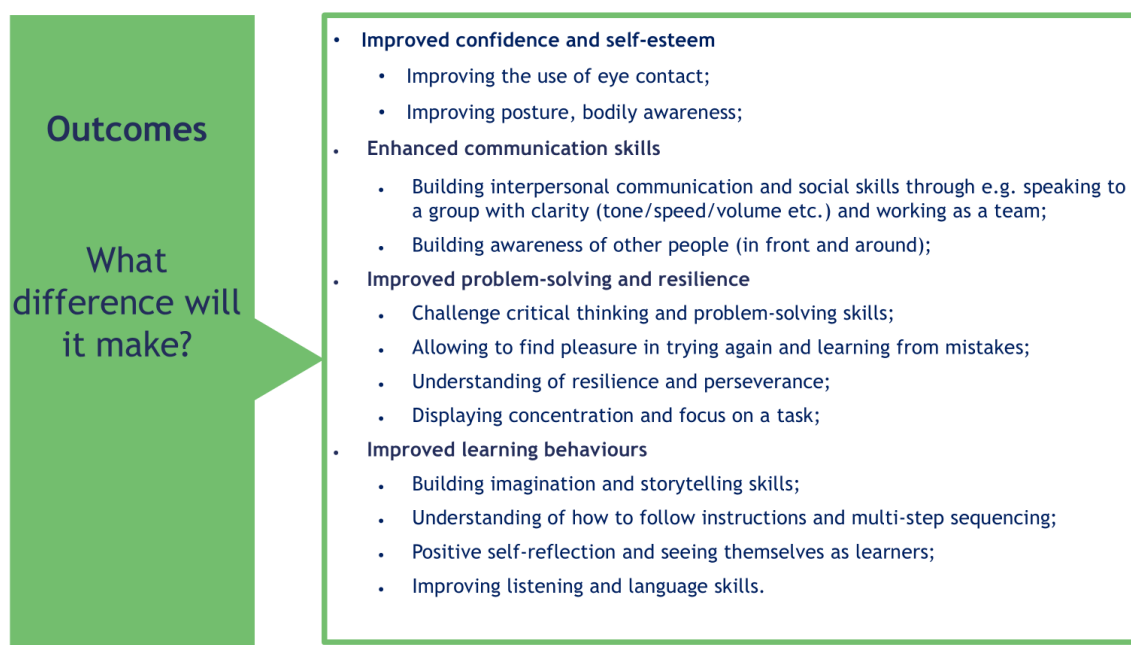 Outcomes
What
difference will
it make?
• Improved confidence and self-esteem
• Improving the use of eye contact;
• Improving posture, bodily awareness;
• Enhanced communication skills
• Building interpersonal communication and social skills through e.g. speaking to
a group with clarity (tone/speed/volume etc.) and working as a team;
• Building awareness of other people (in front and around);
• Improved problem-solving and resilience
• Challenge critical thinking and problem-solving skills;
• Allowing to find pleasure in trying again and learning from mistakes;
• Understanding of resilience and perseverance;
• Displaying concentration and focus on a task;
• Improved learning behaviours
• Building imagination and storytelling skills;
• Understanding of how to follow instructions and multi-step sequencing;
• Positive self-reflection and seeing themselves as learners;
• Improving listening and language skills.